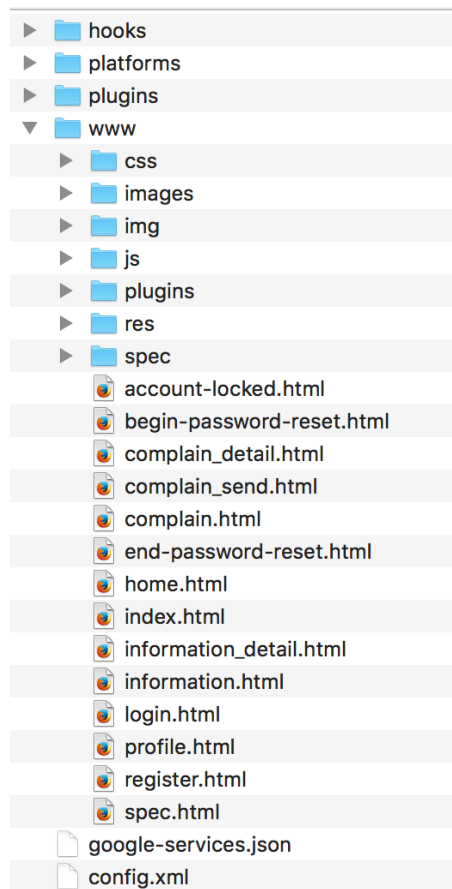 hooks
platforms
plugins
www
css
images
img
js
plugins
res
spec
account-locked.html
begin-password-reset.html
complain_detail.html
complain_send.html
complain.html
end-password-reset.html
home.html
index.html
information_detail.html
information.html
login.html
profile.html
register.html
spec.html
google-services.json
config.xml